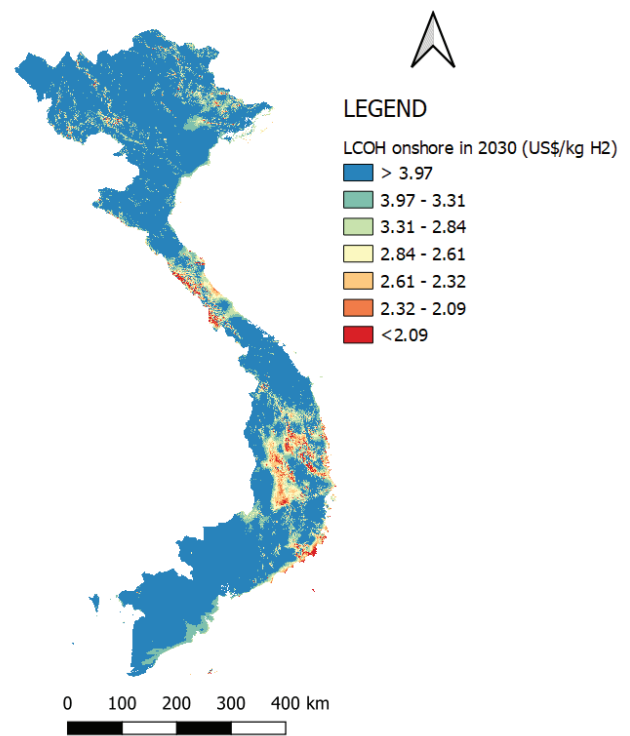 LEGEND
LCOH onshore in 2030 (US$/kg H2)
> 3.97
3.97 - 3.31
3.31 - 2.84
2.84 - 2.61
2.61 - 2.32
2.32 - 2.09
<2.09
0 100 200 300 400 km